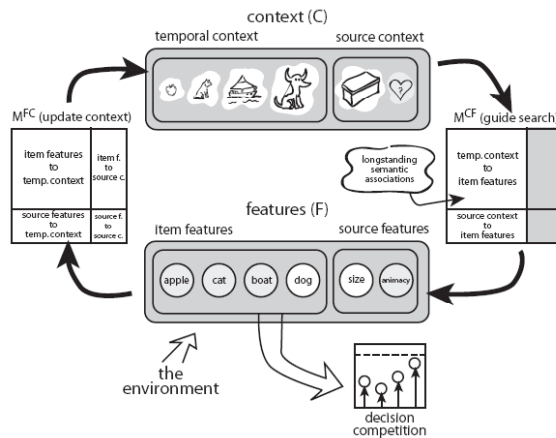 context (C)
temporal context
source context
?
M^FC (update context)
item features
to
temp.context
item f.
to
source c.
source features
to
temp.context
source f.
to
source c.
M^CF (guide search)
longstanding
semantic
associations
temp. context
to
item features
source context
to
item features
features (F)
Item features
source features
apple
cat
boat
dog
size
animacy
the
environment
decision
competition